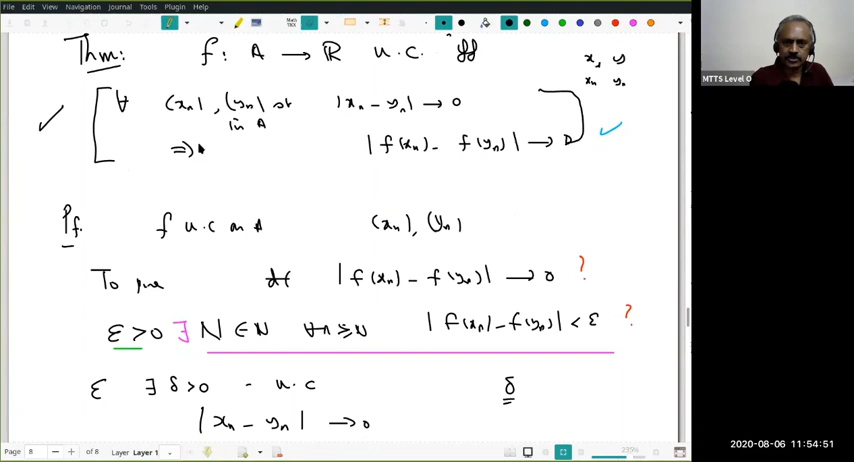 File Edit View Journal Tools Plugin Help
Thm: f: A → ℝ u.c. iff
x, y
xn yn
∀ (xn), (yn) st |xn - yn| → 0
in A
⇒ |f(xn) - f(yn)| → 0
Pf. f u.c on A (xn), (yn)
To prove |f(xn) - f(yn)| → 0 ?
ε > 0 ∃ N ∈ ℕ ∀ n ≥ N |f(xn) - f(yn)| < ε ?
ε ∃ δ > 0 - u.c δ
|xn - yn| → 0
MTTS Level O
Page 8 of 8 Layer Layer 1 235%
2020-08-06 11:54:51